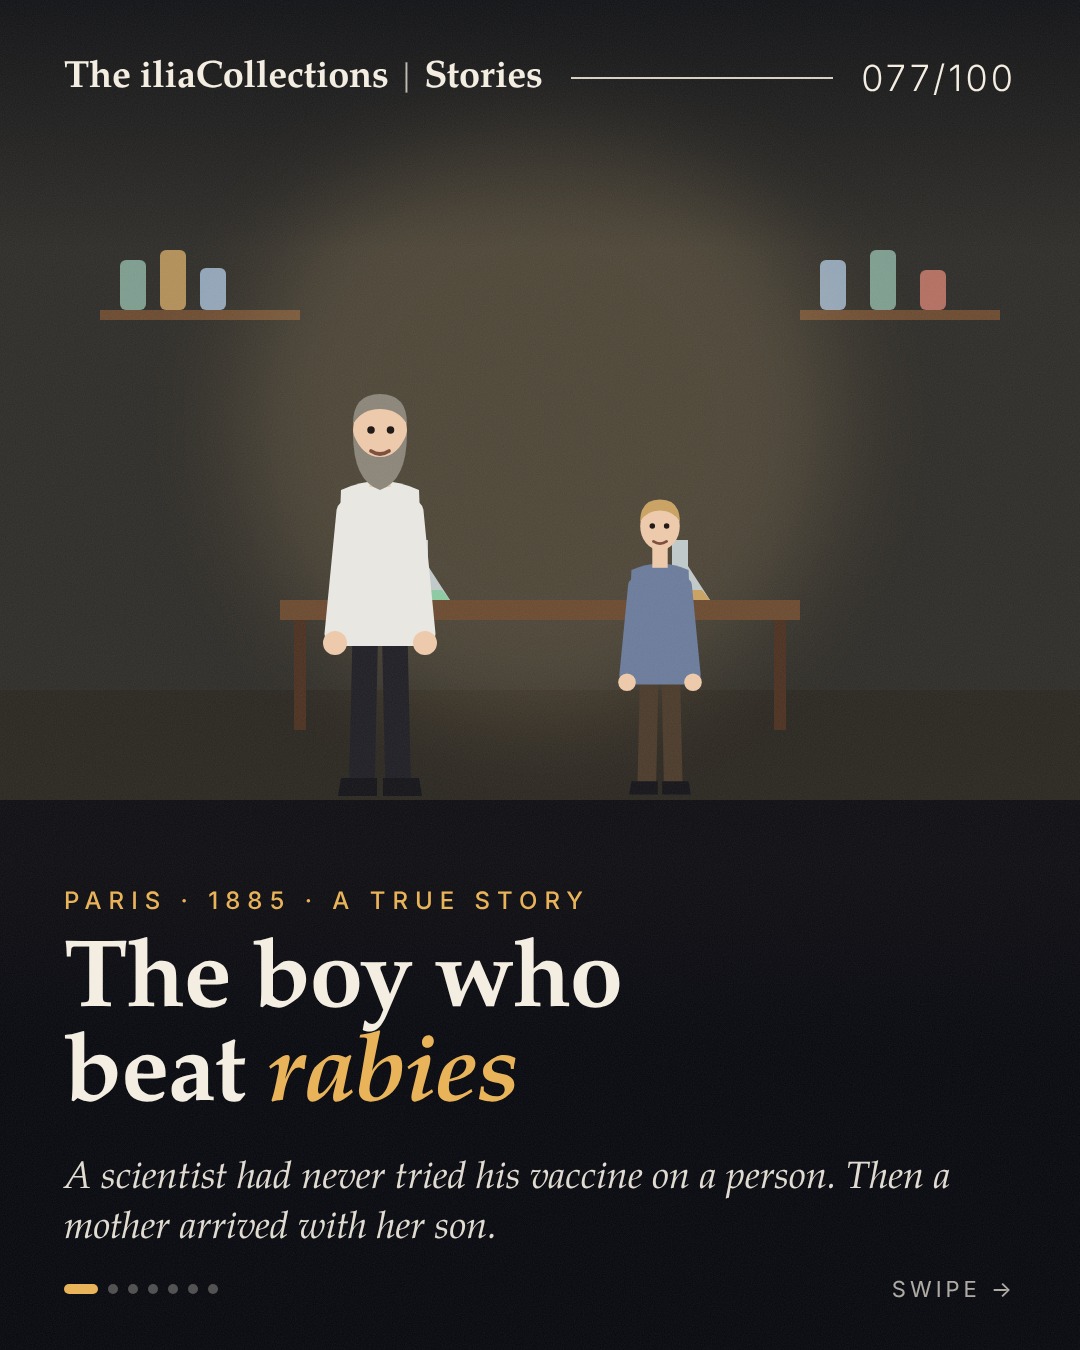 The iliaCollections | Stories 077/100
PARIS · 1885 · A TRUE STORY
The boy who
beat rabies
A scientist had never tried his vaccine on a person. Then a
mother arrived with her son.
SWIPE →